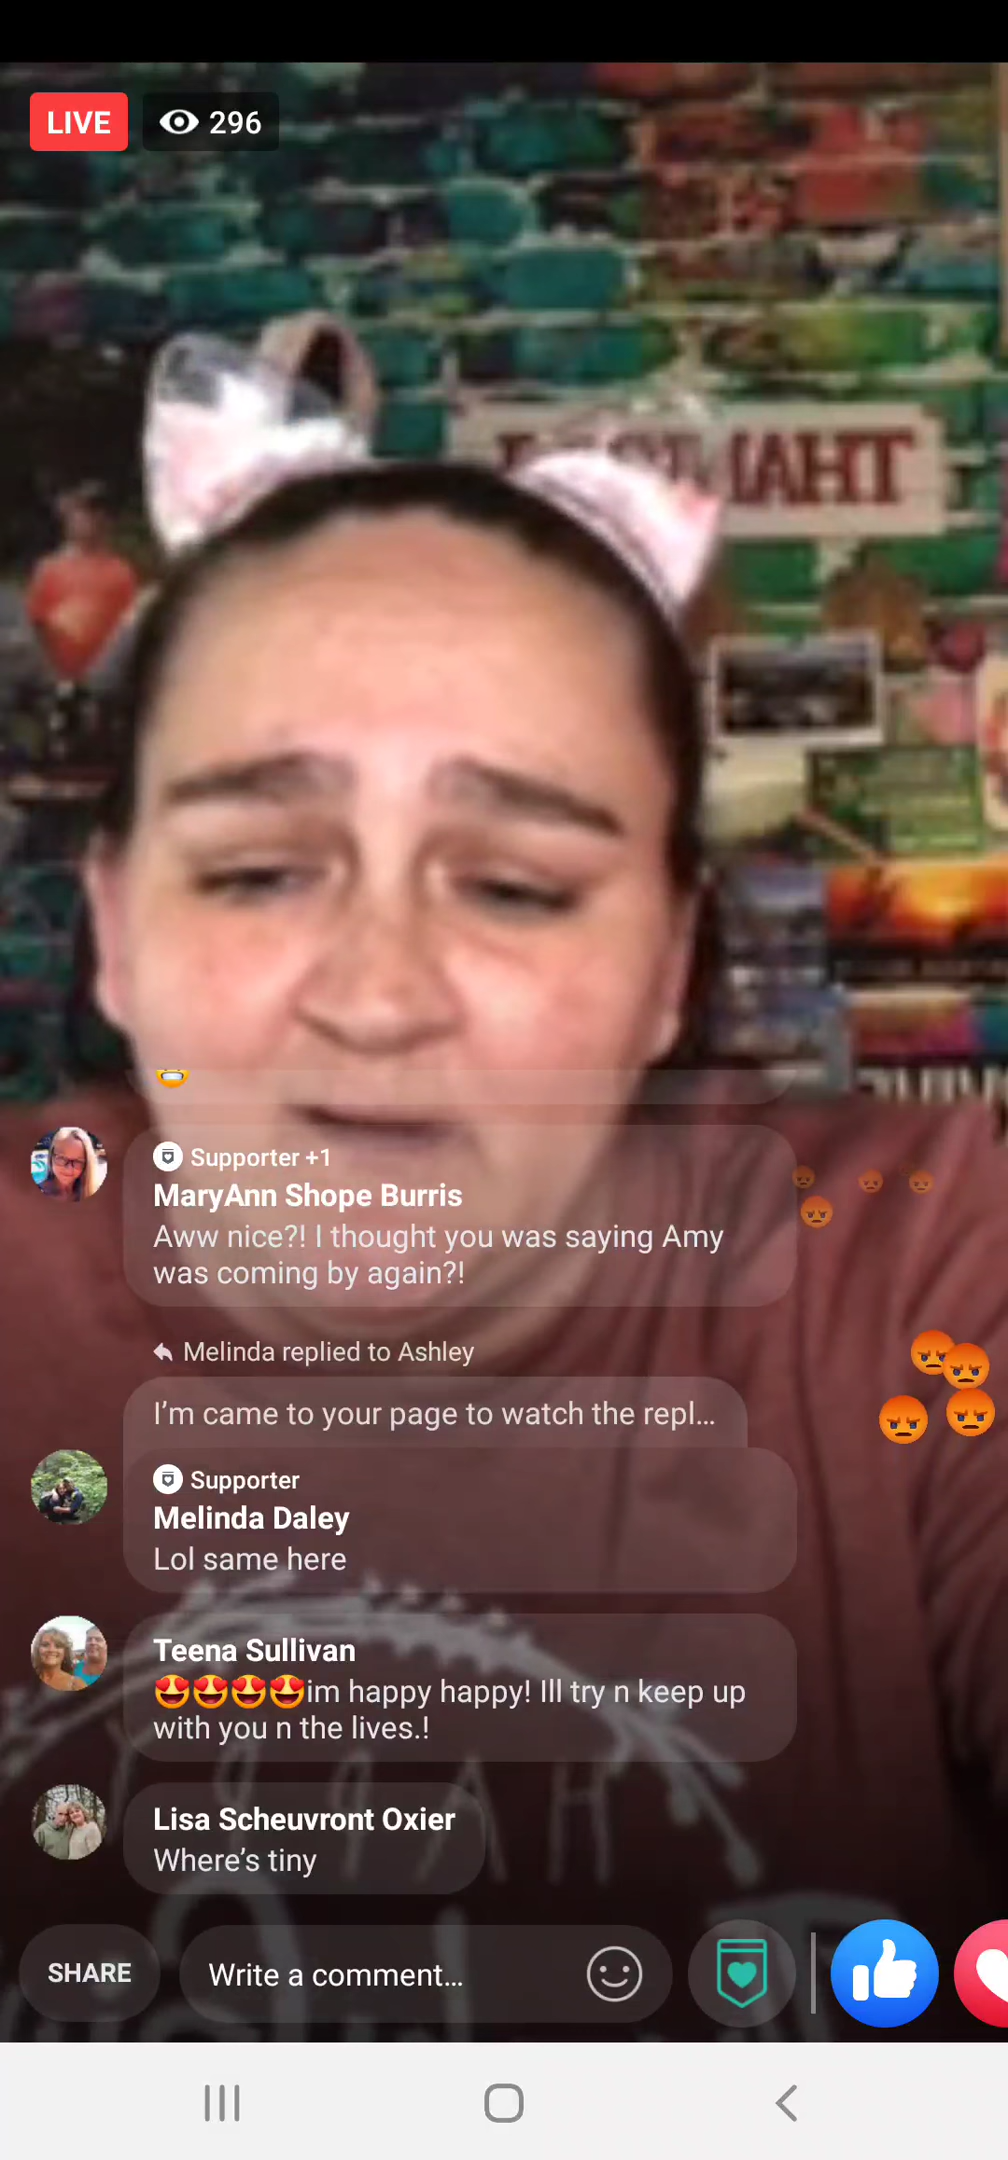 LIVE
296
Supporter +1
MaryAnn Shope Burris
Aww nice?! I thought you was saying Amy
was coming by again?!
Melinda replied to Ashley
I'm came to your page to watch the repl...
Supporter
Melinda Daley
Lol same here
Teena Sullivan
😍😍😍😍im happy happy! Ill try n keep up
with you n the lives.!
Lisa Scheuvront Oxier
Where's tiny
SHARE
Write a comment...